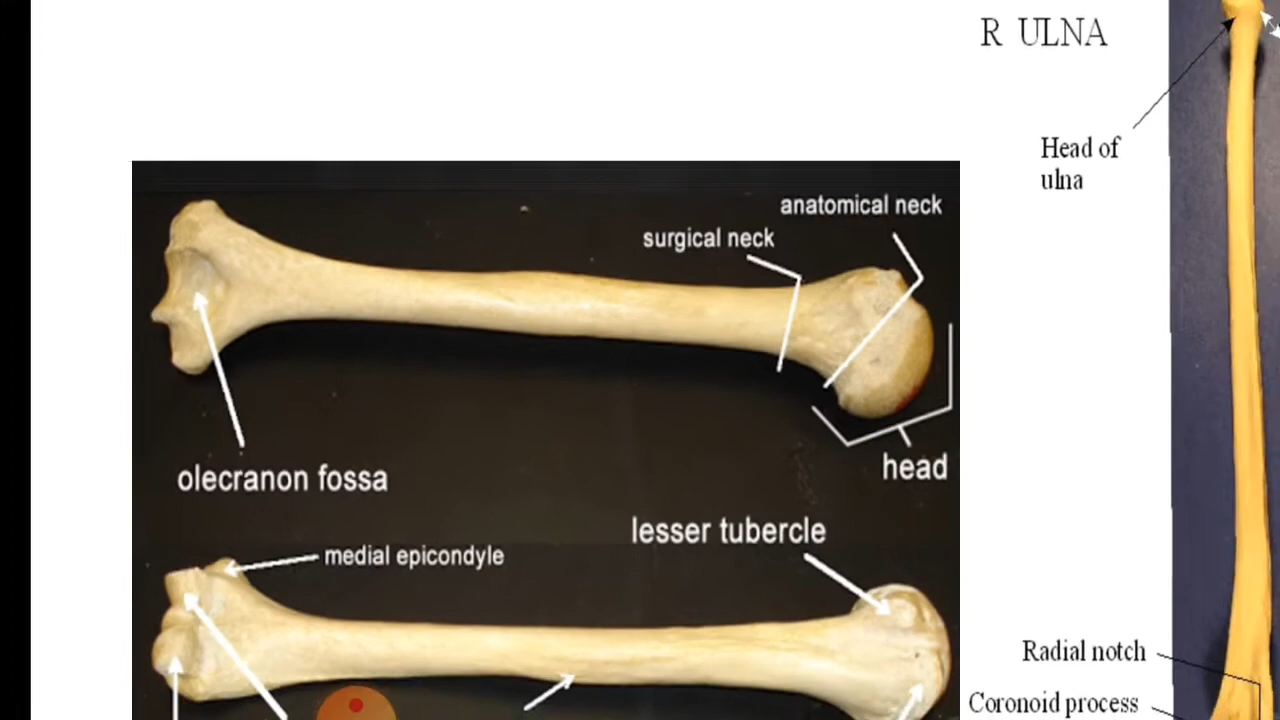 R ULNA
Head of
ulna
anatomical neck
surgical neck
olecranon fossa
head
lesser tubercle
medial epicondyle
Radial notch
Coronoid process